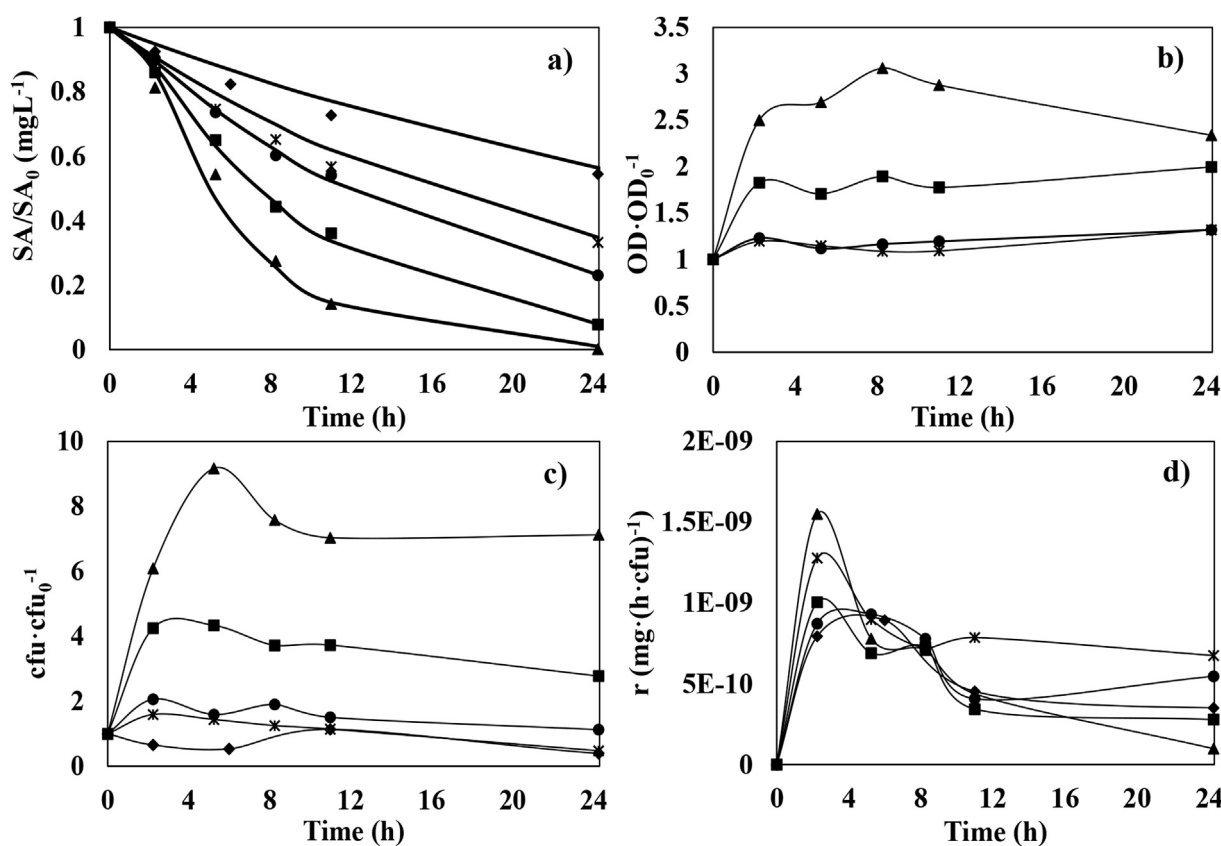 a)
SA/SA₀ (mgL⁻¹)
1
0.8
0.6
0.4
0.2
0
0 4 8 12 16 20 24
Time (h)
b)
OD·OD₀⁻¹
3.5
3
2.5
2
1.5
1
0.5
0
0 4 8 12 16 20 24
Time (h)
c)
cfu·cfu₀⁻¹
10
8
6
4
2
0
0 4 8 12 16 20 24
Time (h)
d)
r (mg·(h·cfu)⁻¹)
2E-09
1.5E-09
1E-09
5E-10
0
0 4 8 12 16 20 24
Time (h)